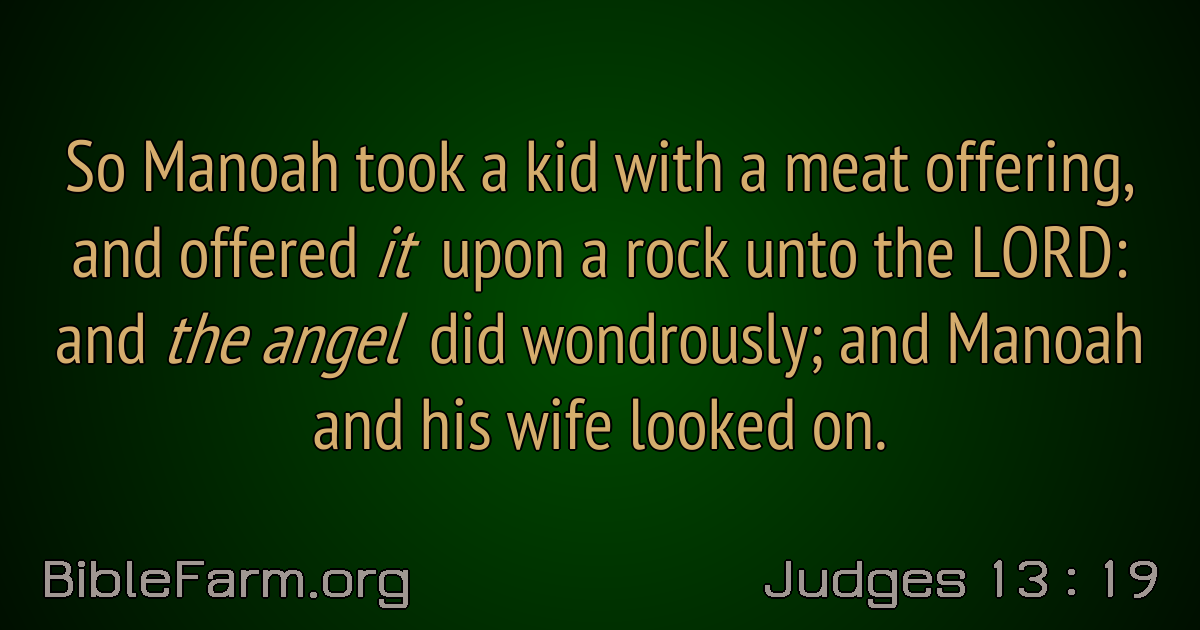 So Manoah took a kid with a meat offering,
and offered it upon a rock unto the LORD:
and the angel did wondrously; and Manoah
and his wife looked on.
BibleFarm.org
Judges 13:19